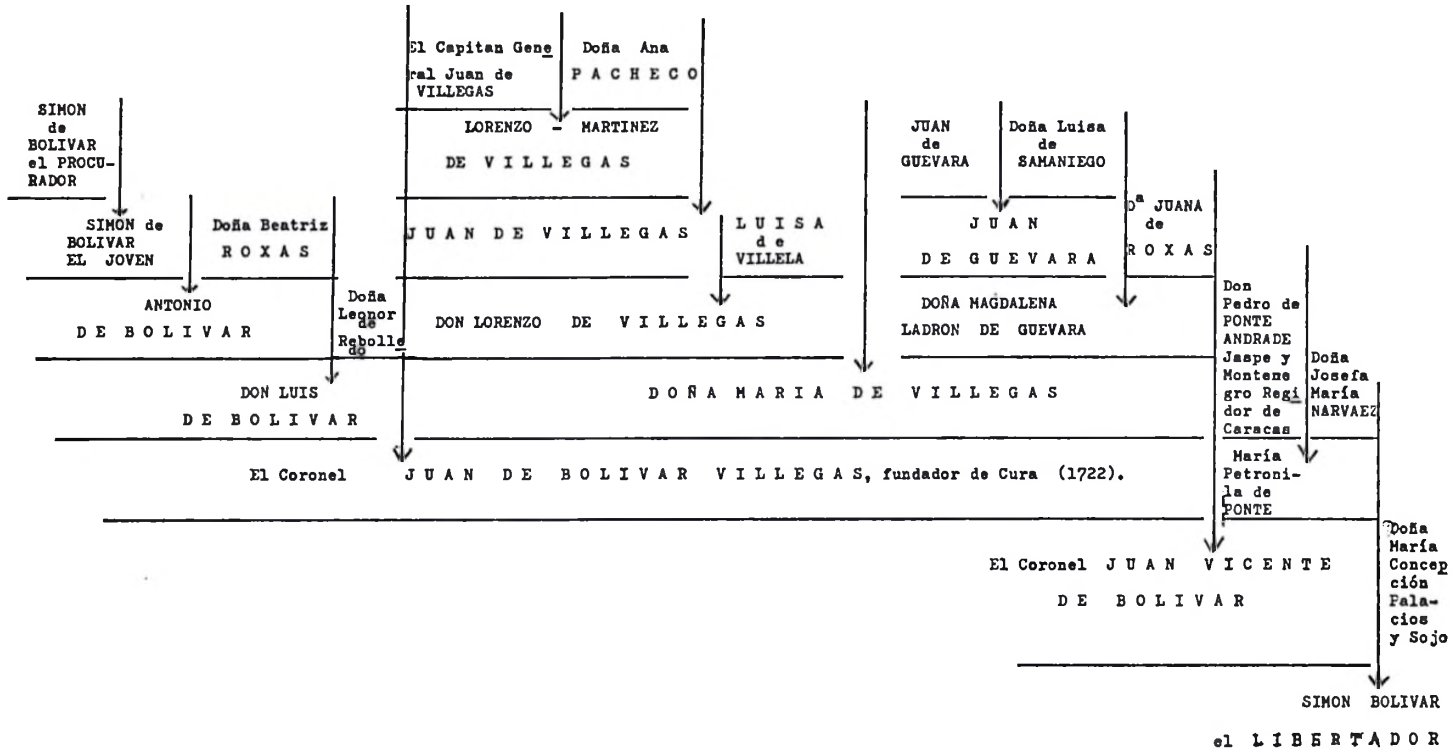 El Capitan Gene
ral Juan de
VILLEGAS
Doña Ana
PACHECO
SIMON
de
BOLIVAR
el PROCU-
RADOR
LORENZO - MARTINEZ
DE VILLEGAS
JUAN
de
GUEVARA
Doña Luisa
de
SAMANIEGO
SIMON de
BOLIVAR
EL JOVEN
Doña Beatriz
ROXAS
JUAN DE VILLEGAS
LUISA
de
VILLELA
JUAN
DE GUEVARA
Dª JUANA
de
ROXAS
ANTONIO
DE BOLIVAR
Doña
Leonor
de
Rebolle
do
DON LORENZO DE VILLEGAS
DOÑA MAGDALENA
LADRON DE GUEVARA
Don
Pedro de
PONTE
ANDRADE
Jaspe y
Montene
gro Regi
dor de
Caracas
Doña
Josefa
María
NARVAEZ
DON LUIS
DE BOLIVAR
DOÑA MARIA DE VILLEGAS
El Coronel JUAN DE BOLIVAR VILLEGAS, fundador de Cura (1722).
María
Petroni-
la de
PONTE
El Coronel JUAN VICENTE
DE BOLIVAR
Doña
María
Concep
ción
Pala-
cios
y Sojo
SIMON BOLIVAR
el LIBERTADOR